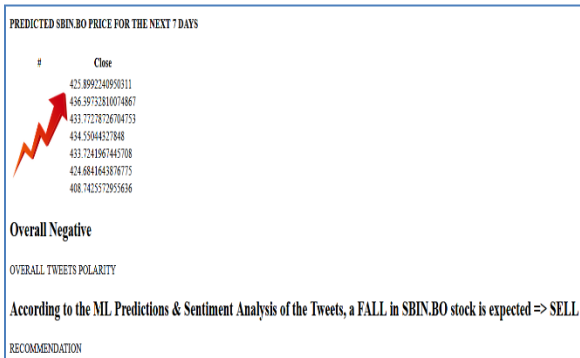 PREDICTED SBIN.BO PRICE FOR THE NEXT 7 DAYS
# Close
425.8992240950311
436.39732810074867
433.77278726704753
434.55044327848
433.7241967445708
424.6841643876775
408.7425572955636
Overall Negative
OVERALL TWEETS POLARITY
According to the ML Predictions & Sentiment Analysis of the Tweets, a FALL in SBIN.BO stock is expected => SELL
RECOMMENDATION